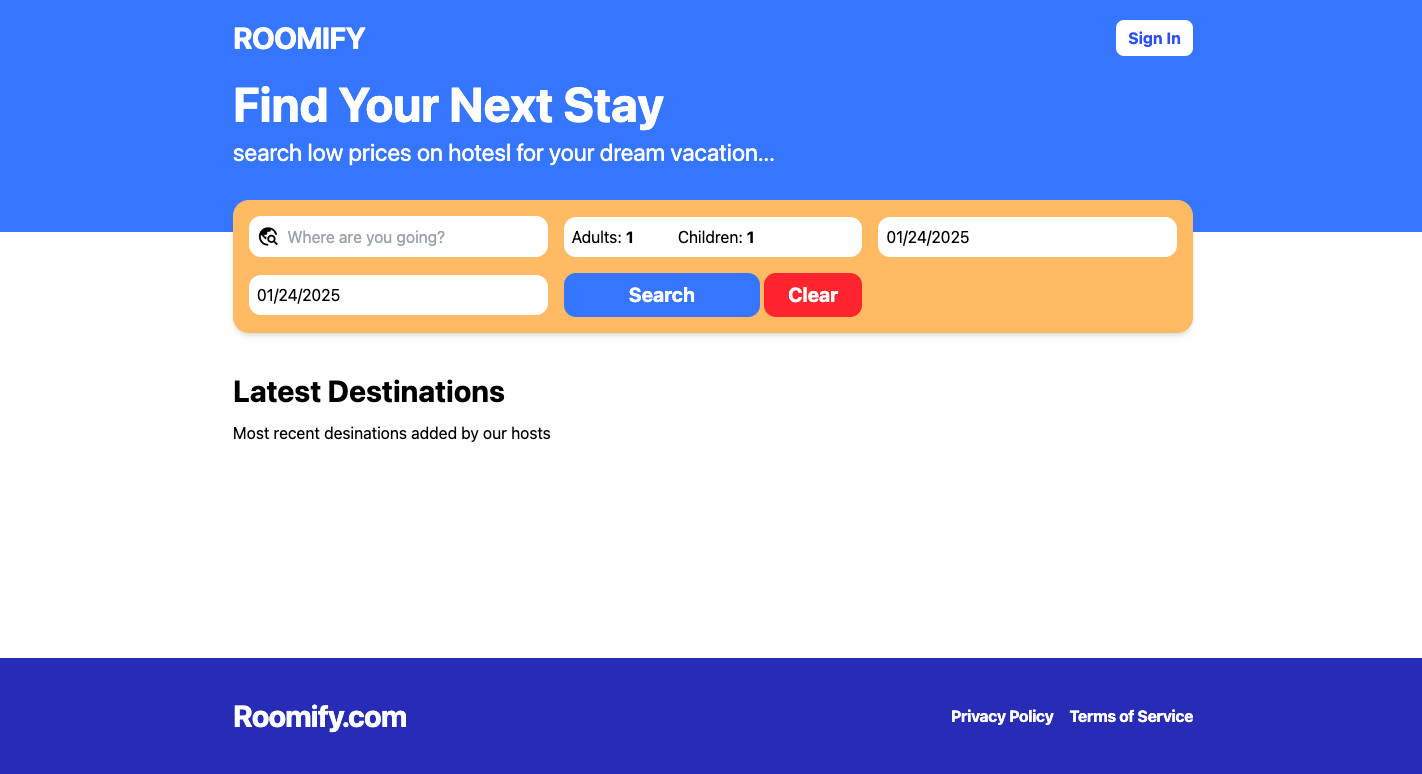 ROOMIFY
Sign In
Find Your Next Stay
search low prices on hotesl for your dream vacation...
Where are you going?
Adults: 1 Children: 1
01/24/2025
01/24/2025
Search
Clear
Latest Destinations
Most recent desinations added by our hosts
Roomify.com
Privacy Policy Terms of Service